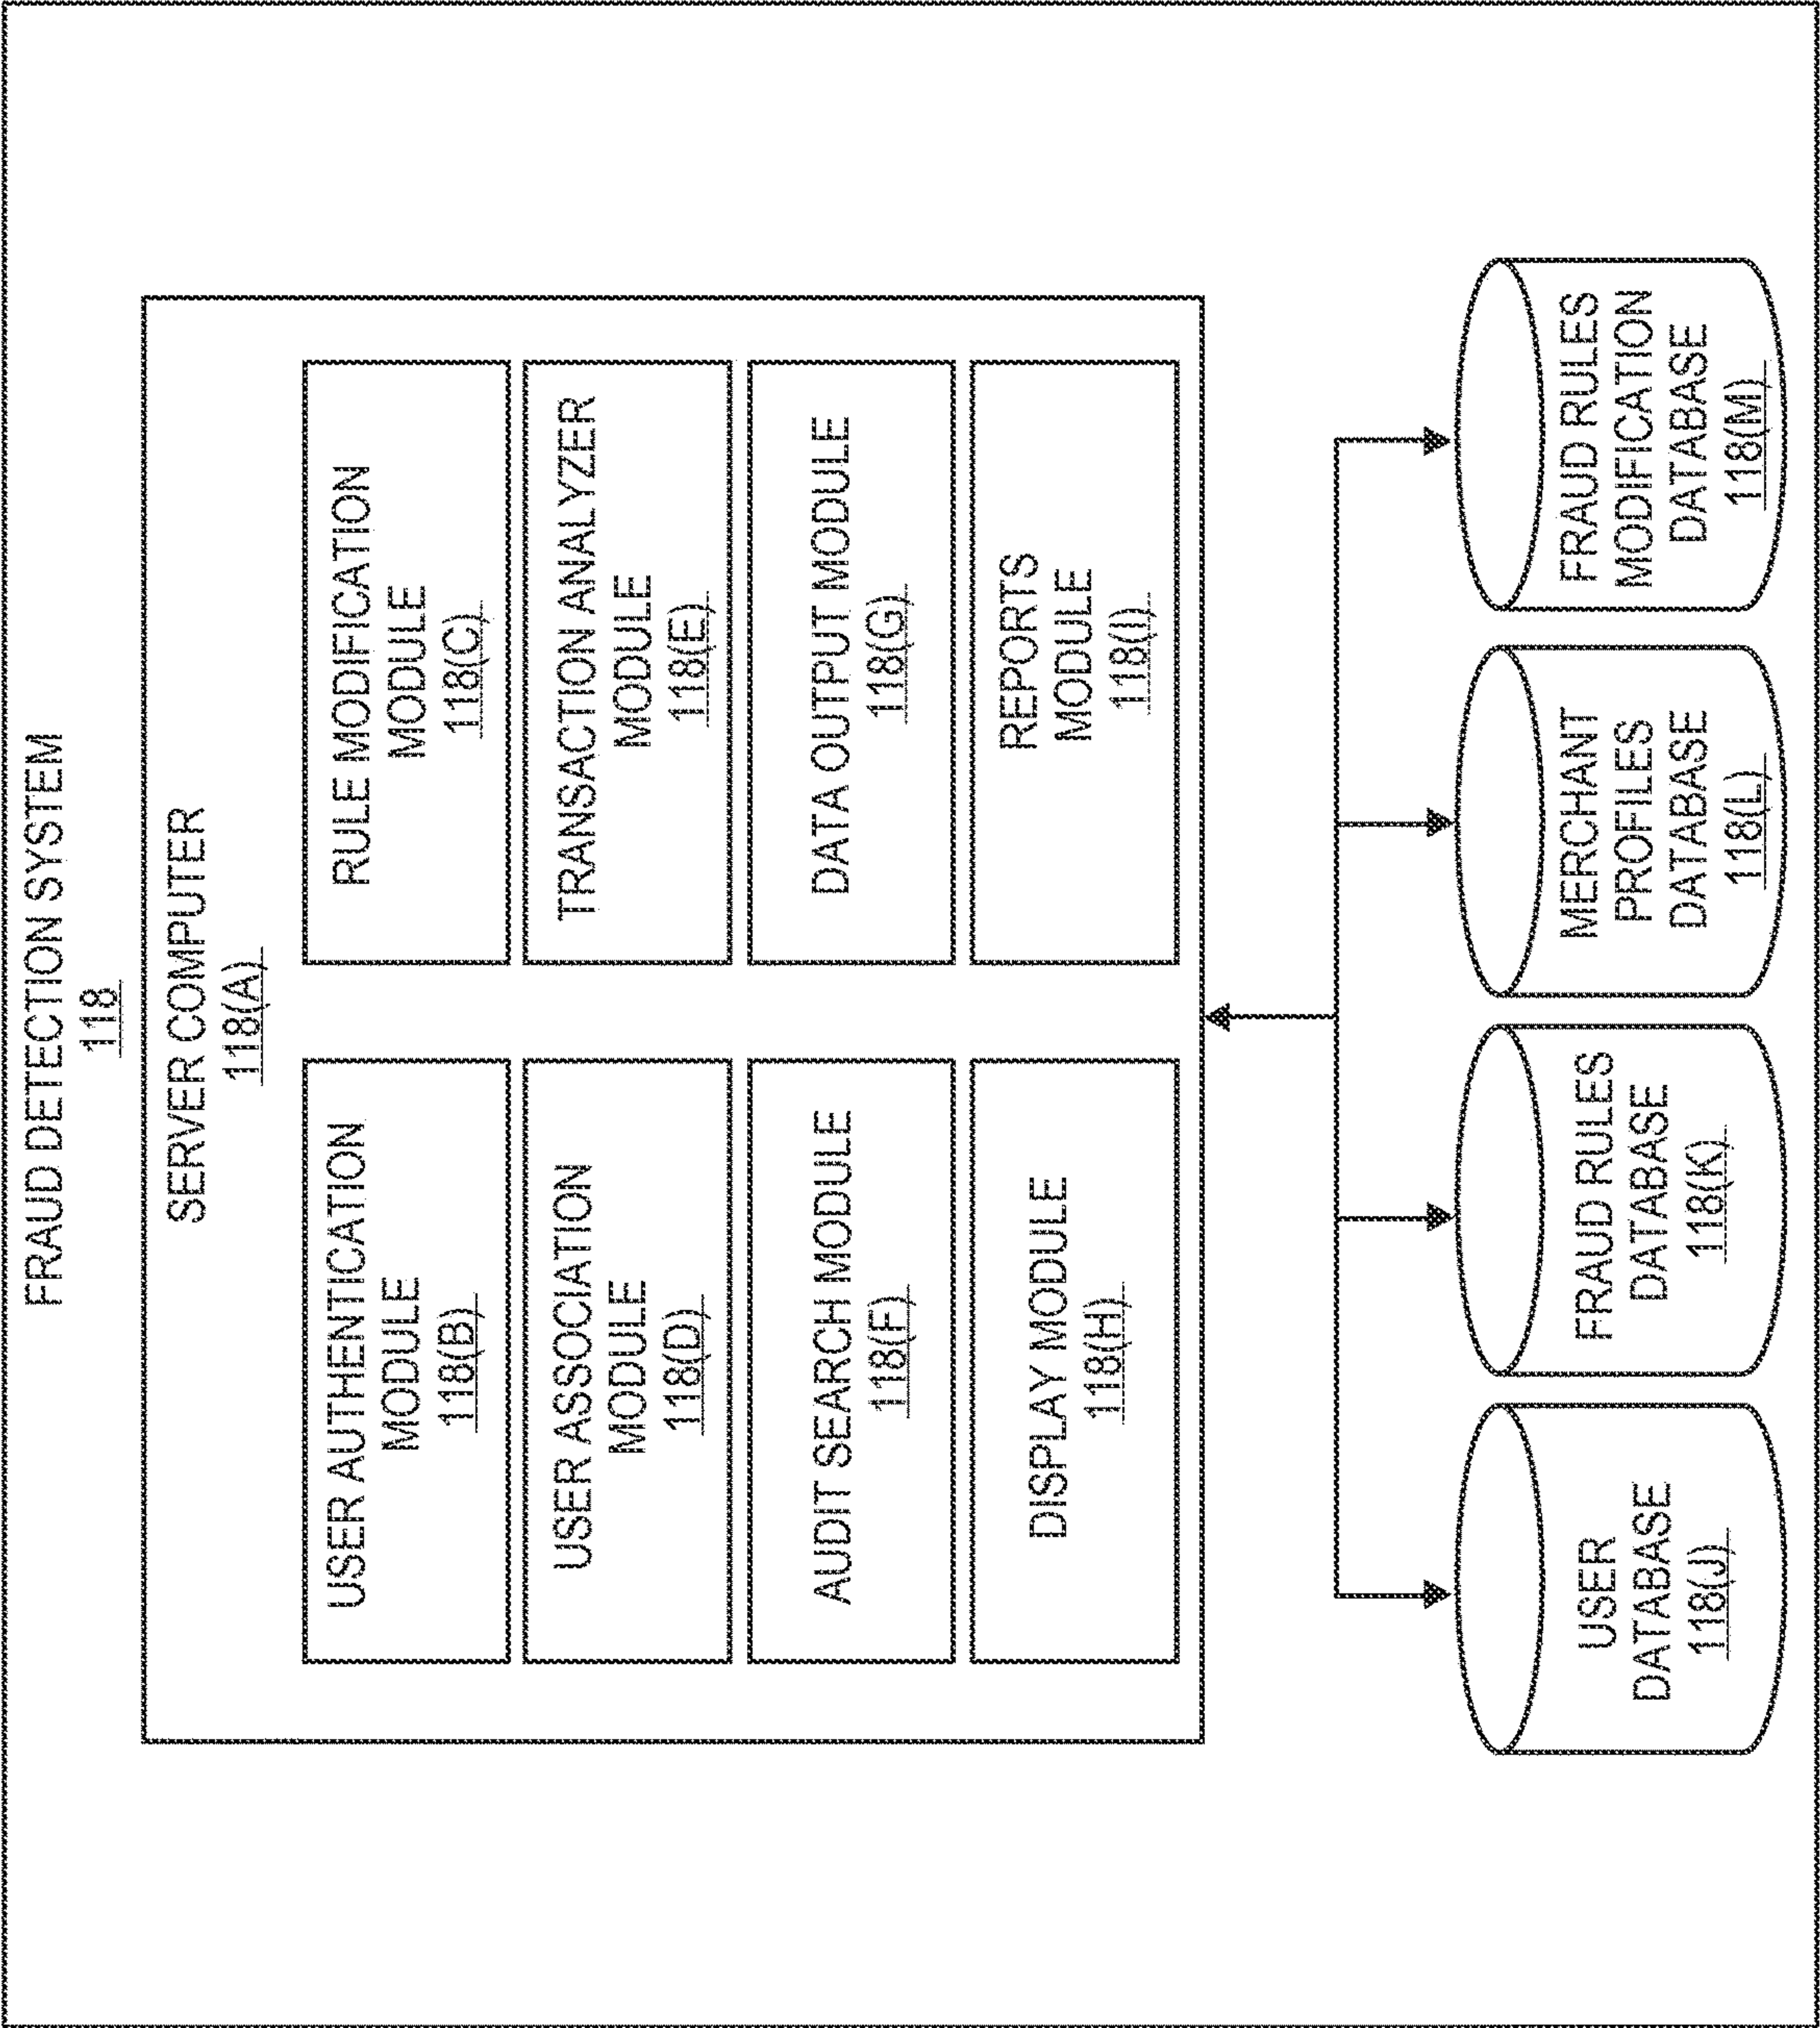 FRAUD DETECTION SYSTEM
118
SERVER COMPUTER
118(A)
USER AUTHENTICATION
MODULE
118(B)
RULE MODIFICATION
MODULE
118(C)
USER ASSOCIATION
MODULE
118(D)
TRANSACTION ANALYZER
MODULE
118(E)
AUDIT SEARCH MODULE
118(F)
DATA OUTPUT MODULE
118(G)
DISPLAY MODULE
118(H)
REPORTS
MODULE
118(I)
USER
DATABASE
118(J)
FRAUD RULES
DATABASE
118(K)
MERCHANT
PROFILES
DATABASE
118(L)
FRAUD RULES
MODIFICATION
DATABASE
118(M)